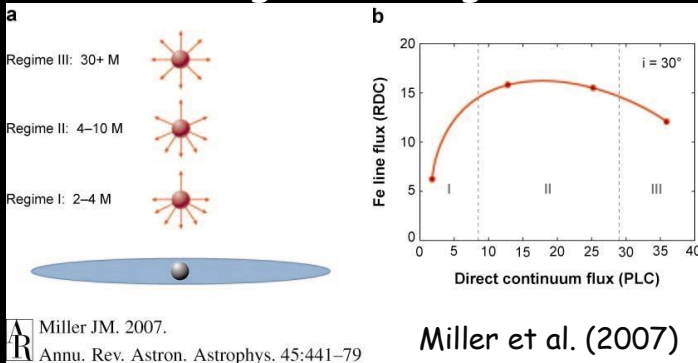 a
Regime III: 30+ M
Regime II: 4–10 M
Regime I: 2–4 M
b
20
15
10
5
0
i = 30°
I
II
III
0 5 10 15 20 25 30 35 40
Fe line flux (RDC)
Direct continuum flux (PLC)
AR
Miller JM. 2007.
Annu. Rev. Astron. Astrophys. 45:441–79
Miller et al. (2007)